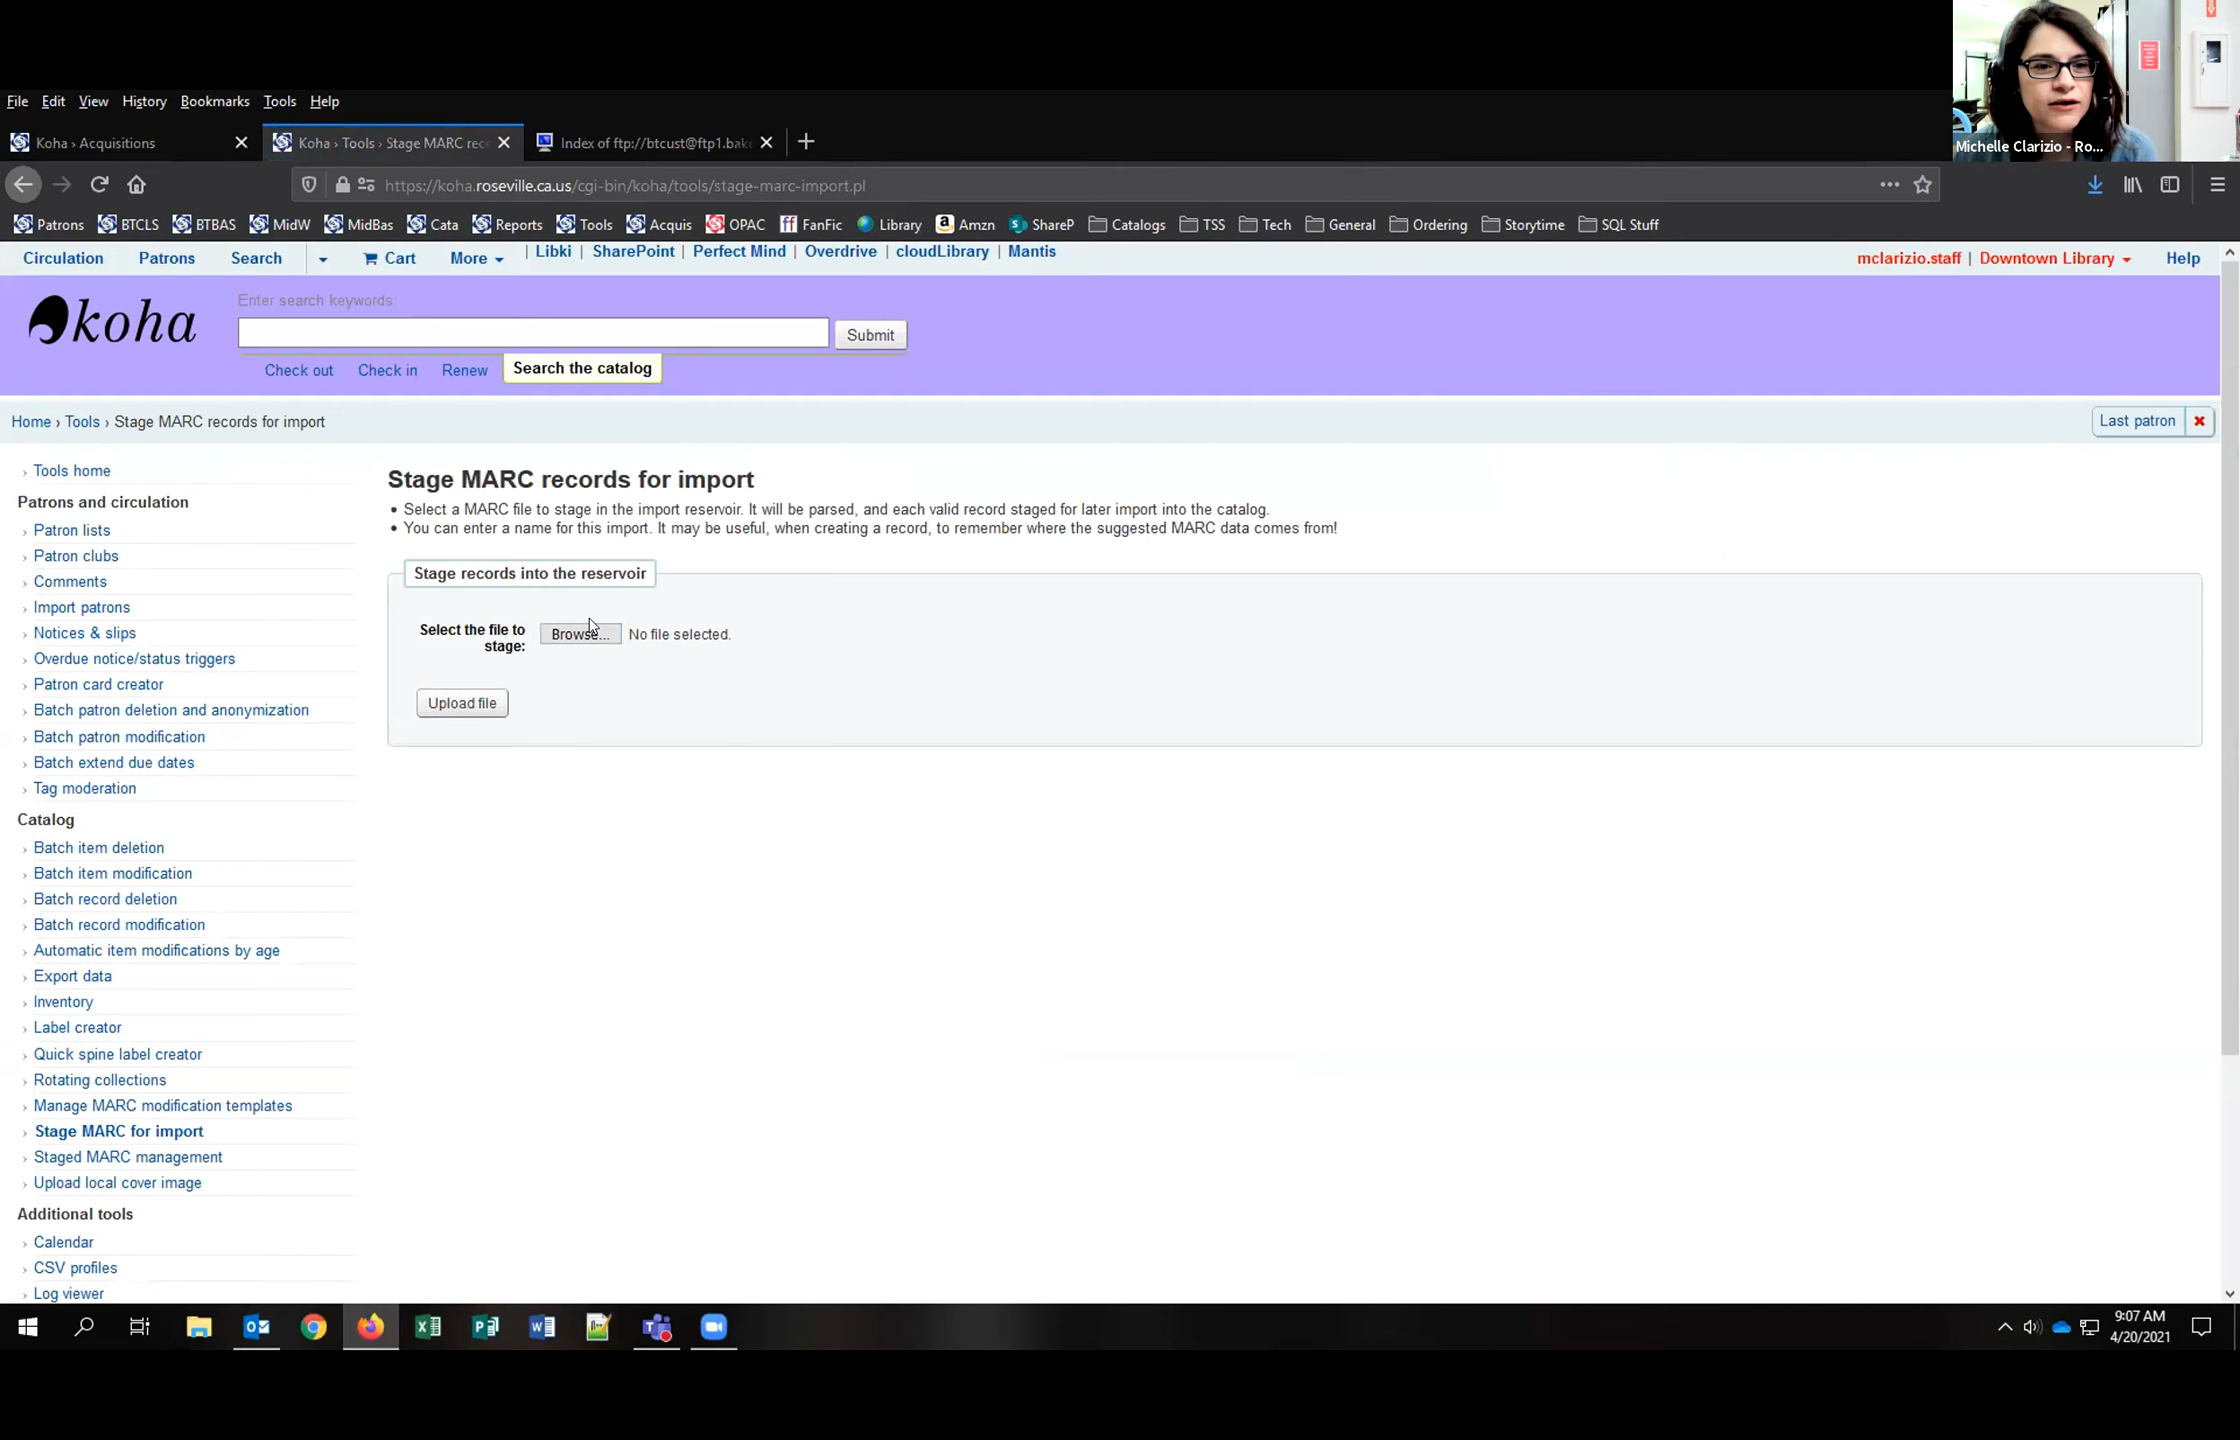 Michelle Clarizio - Ro...
File Edit View History Bookmarks Tools Help
Koha › Acquisitions Koha › Tools › Stage MARC rec Index of ftp://btcust@ftp1.bak
https://koha.roseville.ca.us/cgi-bin/koha/tools/stage-marc-import.pl
Patrons BTCLS BTBAS MidW MidBas Cata Reports Tools Acquis OPAC FanFic Library Amzn ShareP Catalogs TSS Tech General Ordering Storytime SQL Stuff
Circulation Patrons Search Cart More | Libki | SharePoint | Perfect Mind | Overdrive | cloudLibrary | Mantis mclarizio.staff | Downtown Library Help
Enter search keywords:
koha
Submit
Check out Check in Renew Search the catalog
Home › Tools › Stage MARC records for import Last patron
Tools home
Patrons and circulation
Patron lists
Patron clubs
Comments
Import patrons
Notices & slips
Overdue notice/status triggers
Patron card creator
Batch patron deletion and anonymization
Batch patron modification
Batch extend due dates
Tag moderation
Catalog
Batch item deletion
Batch item modification
Batch record deletion
Batch record modification
Automatic item modifications by age
Export data
Inventory
Label creator
Quick spine label creator
Rotating collections
Manage MARC modification templates
Stage MARC for import
Staged MARC management
Upload local cover image
Additional tools
Calendar
CSV profiles
Log viewer
Stage MARC records for import
• Select a MARC file to stage in the import reservoir. It will be parsed, and each valid record staged for later import into the catalog.
• You can enter a name for this import. It may be useful, when creating a record, to remember where the suggested MARC data comes from!
Stage records into the reservoir
Select the file to
stage:
Browse... No file selected.
Upload file
9:07 AM
4/20/2021